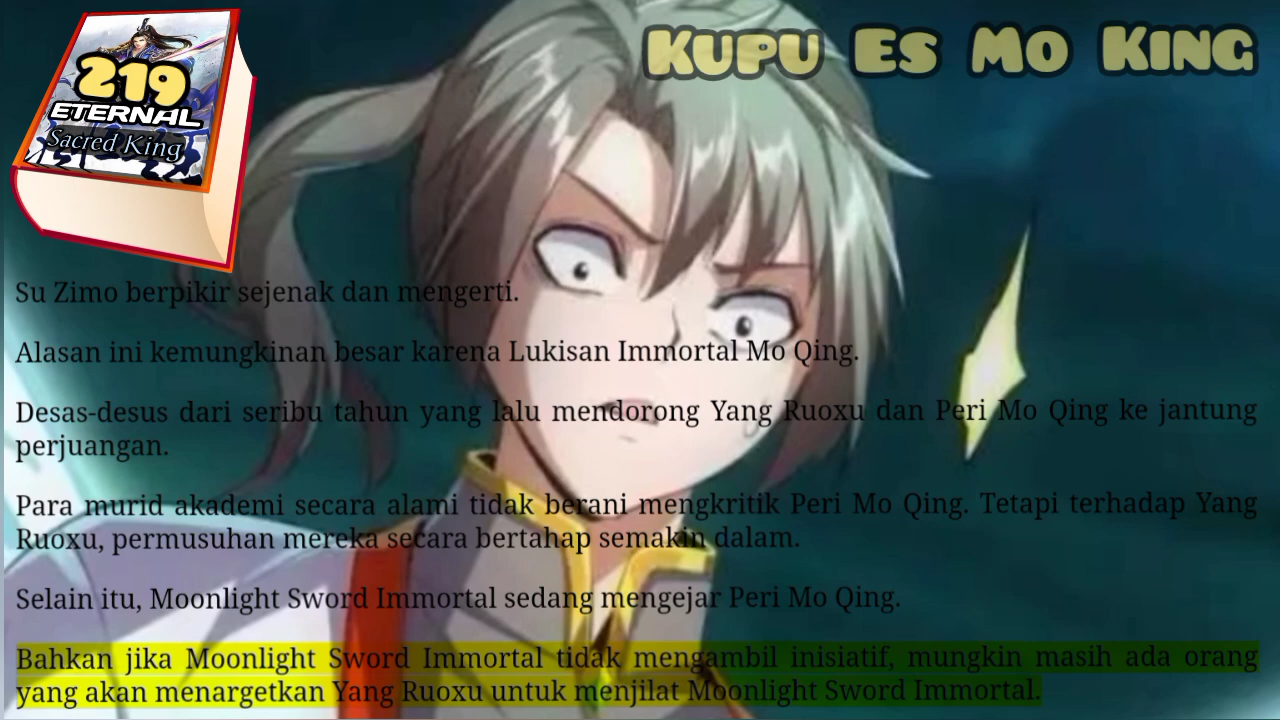 219
ETERNAL
Sacred King
Kupu Es Mo King
Su Zimo berpikir sejenak dan mengerti.
Alasan ini kemungkinan besar karena Lukisan Immortal Mo Qing.
Desas-desus dari seribu tahun yang lalu mendorong Yang Ruoxu dan Peri Mo Qing ke jantung
perjuangan.
Para murid akademi secara alami tidak berani mengkritik Peri Mo Qing. Tetapi terhadap Yang
Ruoxu, permusuhan mereka secara bertahap semakin dalam.
Selain itu, Moonlight Sword Immortal sedang mengejar Peri Mo Qing.
Bahkan jika Moonlight Sword Immortal tidak mengambil inisiatif, mungkin masih ada orang
yang akan menargetkan Yang Ruoxu untuk menjilat Moonlight Sword Immortal.